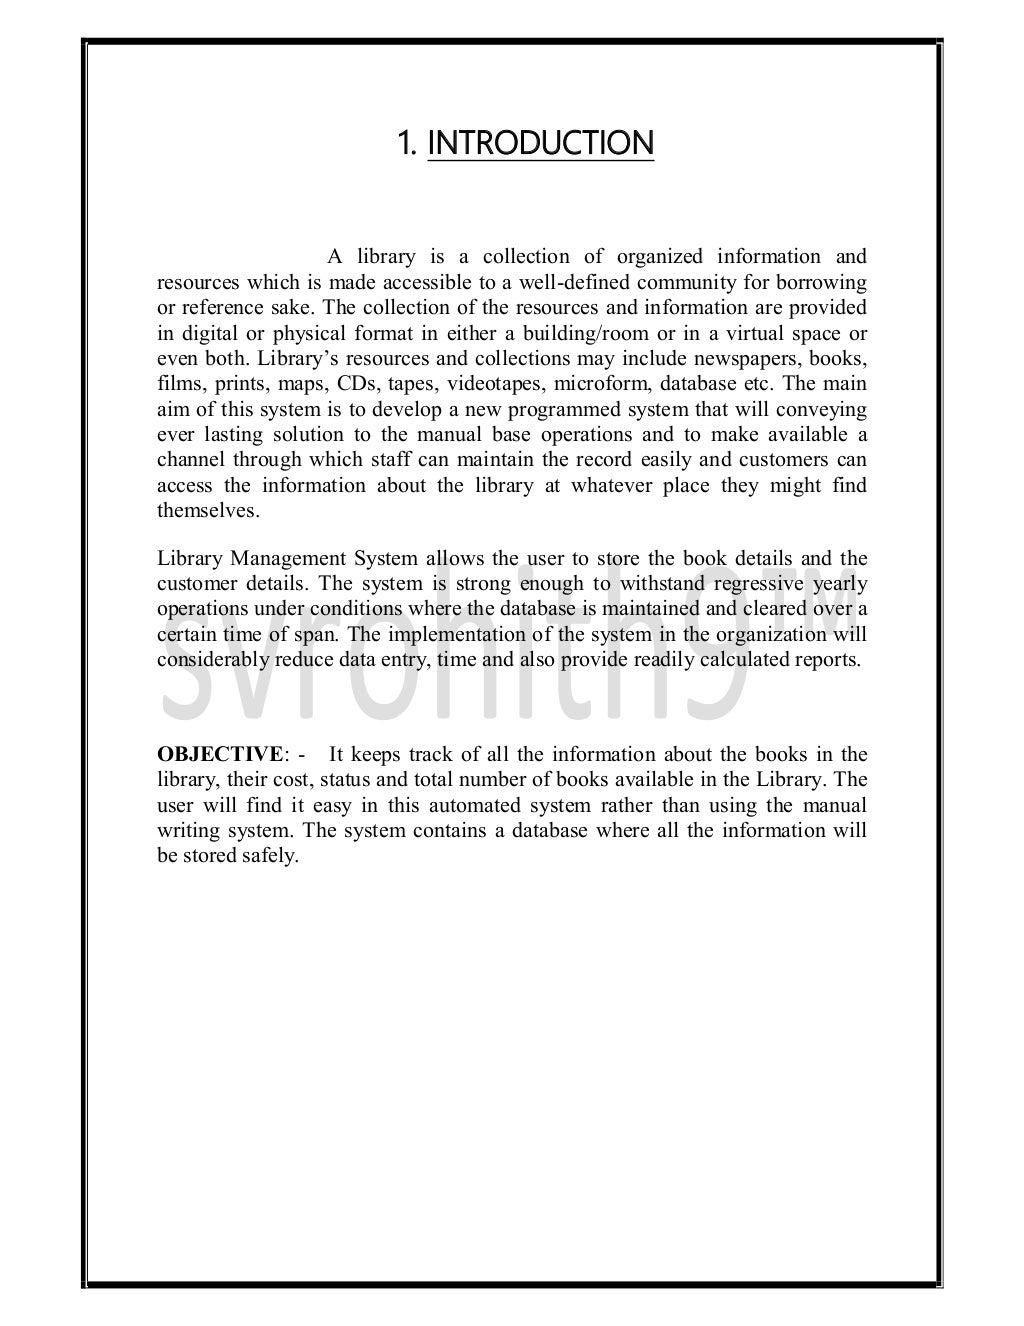 1. INTRODUCTION
A library is a collection of organized information and
resources which is made accessible to a well-defined community for borrowing
or reference sake. The collection of the resources and information are provided
in digital or physical format in either a building/room or in a virtual space or
even both. Library’s resources and collections may include newspapers, books,
films, prints, maps, CDs, tapes, videotapes, microform, database etc. The main
aim of this system is to develop a new programmed system that will conveying
ever lasting solution to the manual base operations and to make available a
channel through which staff can maintain the record easily and customers can
access the information about the library at whatever place they might find
themselves.
Library Management System allows the user to store the book details and the
customer details. The system is strong enough to withstand regressive yearly
operations under conditions where the database is maintained and cleared over a
certain time of span. The implementation of the system in the organization will
considerably reduce data entry, time and also provide readily calculated reports.
svrohith9™
OBJECTIVE: - It keeps track of all the information about the books in the
library, their cost, status and total number of books available in the Library. The
user will find it easy in this automated system rather than using the manual
writing system. The system contains a database where all the information will
be stored safely.